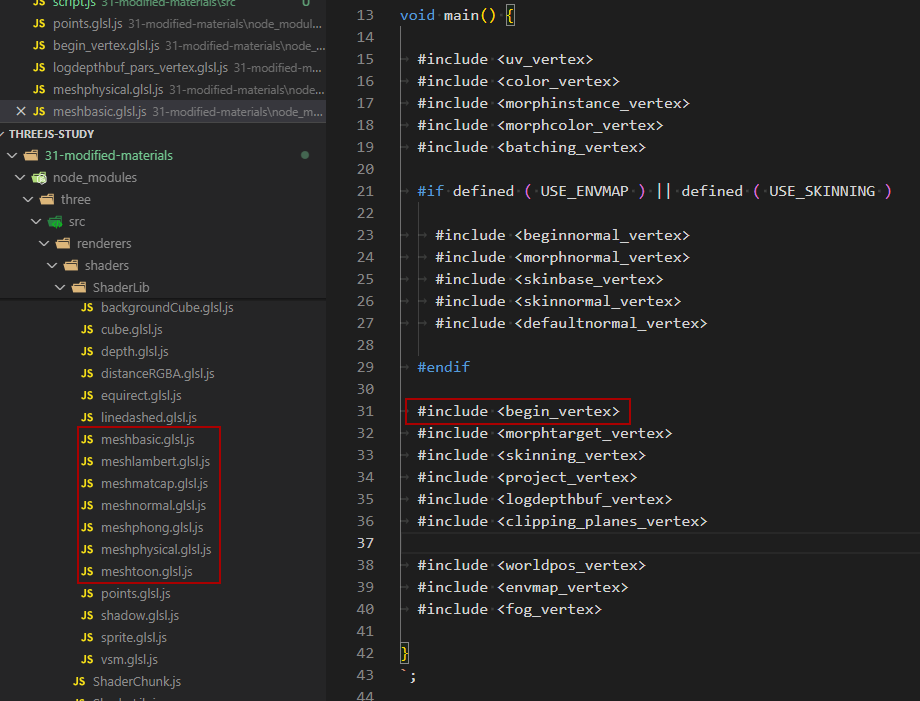 JS script.js 31-modified-materials\src U
JS points.glsl.js 31-modified-materials\node_modul...
JS begin_vertex.glsl.js 31-modified-materials\node_...
JS logdepthbuf_pars_vertex.glsl.js 31-modified-m...
JS meshphysical.glsl.js 31-modified-materials\node...
JS meshbasic.glsl.js 31-modified-materials\node_m...
THREEJS-STUDY
31-modified-materials
node_modules
three
src
renderers
shaders
ShaderLib
JS backgroundCube.glsl.js
JS cube.glsl.js
JS depth.glsl.js
JS distanceRGBA.glsl.js
JS equirect.glsl.js
JS linedashed.glsl.js
JS meshbasic.glsl.js
JS meshlambert.glsl.js
JS meshmatcap.glsl.js
JS meshnormal.glsl.js
JS meshphong.glsl.js
JS meshphysical.glsl.js
JS meshtoon.glsl.js
JS points.glsl.js
JS shadow.glsl.js
JS sprite.glsl.js
JS vsm.glsl.js
JS ShaderChunk.js
JS ShaderLib.js
13 void main() {
14
15 #include <uv_vertex>
16 #include <color_vertex>
17 #include <morphinstance_vertex>
18 #include <morphcolor_vertex>
19 #include <batching_vertex>
20
21 #if defined ( USE_ENVMAP ) || defined ( USE_SKINNING )
22
23 #include <beginnormal_vertex>
24 #include <morphnormal_vertex>
25 #include <skinbase_vertex>
26 #include <skinnormal_vertex>
27 #include <defaultnormal_vertex>
28
29 #endif
30
31 #include <begin_vertex>
32 #include <morphtarget_vertex>
33 #include <skinning_vertex>
34 #include <project_vertex>
35 #include <logdepthbuf_vertex>
36 #include <clipping_planes_vertex>
37
38 #include <worldpos_vertex>
39 #include <envmap_vertex>
40 #include <fog_vertex>
41
42 }
43 `;
44